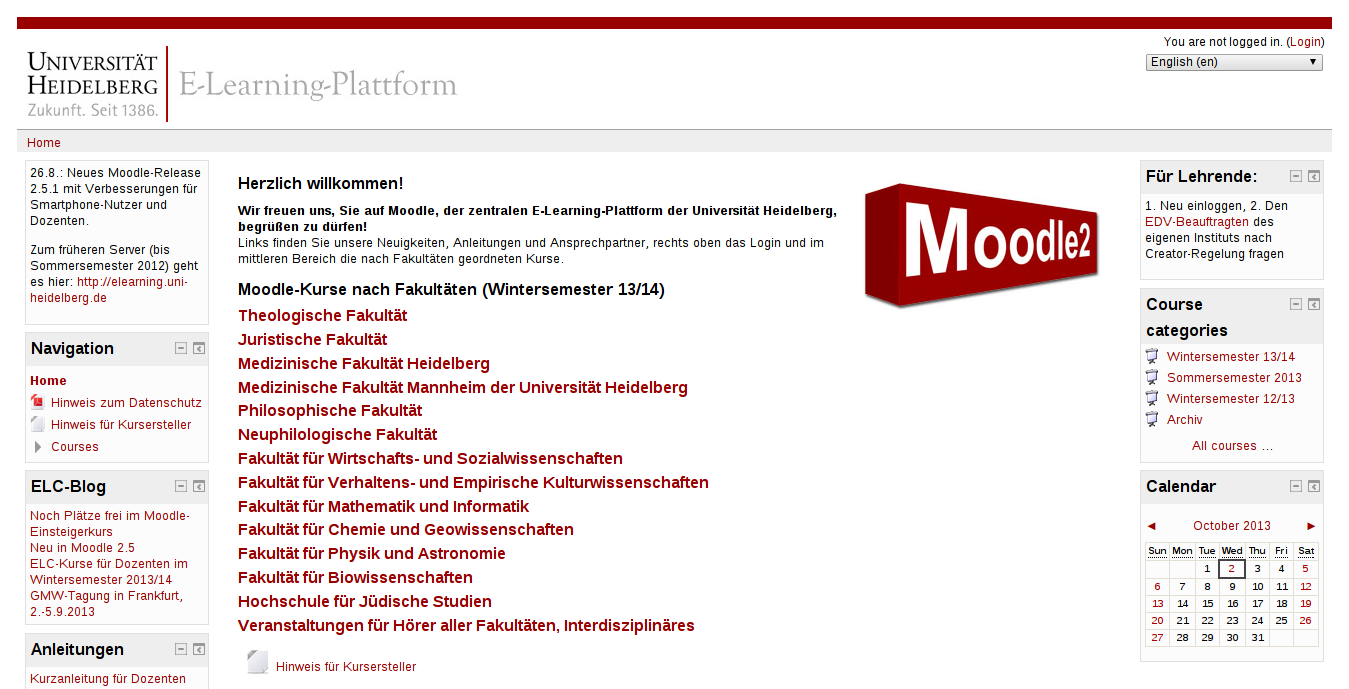 You are not logged in. (Login)
English (en)
UNIVERSITÄT
HEIDELBERG
Zukunft. Seit 1386.
E-Learning-Plattform
Home
26.8.: Neues Moodle-Release
2.5.1 mit Verbesserungen für
Smartphone-Nutzer und
Dozenten.
Zum früheren Server (bis
Sommersemester 2012) geht
es hier: http://elearning.uni-
heidelberg.de
Navigation
Home
Hinweis zum Datenschutz
Hinweis für Kursersteller
Courses
ELC-Blog
Noch Plätze frei im Moodle-
Einsteigerkurs
Neu in Moodle 2.5
ELC-Kurse für Dozenten im
Wintersemester 2013/14
GMW-Tagung in Frankfurt,
2.-5.9.2013
Anleitungen
Kurzanleitung für Dozenten
Herzlich willkommen!
Wir freuen uns, Sie auf Moodle, der zentralen E-Learning-Plattform der Universität Heidelberg,
begrüßen zu dürfen!
Links finden Sie unsere Neuigkeiten, Anleitungen und Ansprechpartner, rechts oben das Login und im
mittleren Bereich die nach Fakultäten geordneten Kurse.
Moodle2
Moodle-Kurse nach Fakultäten (Wintersemester 13/14)
Theologische Fakultät
Juristische Fakultät
Medizinische Fakultät Heidelberg
Medizinische Fakultät Mannheim der Universität Heidelberg
Philosophische Fakultät
Neuphilologische Fakultät
Fakultät für Wirtschafts- und Sozialwissenschaften
Fakultät für Verhaltens- und Empirische Kulturwissenschaften
Fakultät für Mathematik und Informatik
Fakultät für Chemie und Geowissenschaften
Fakultät für Physik und Astronomie
Fakultät für Biowissenschaften
Hochschule für Jüdische Studien
Veranstaltungen für Hörer aller Fakultäten, Interdisziplinäres
Hinweis für Kursersteller
Für Lehrende:
1. Neu einloggen, 2. Den
EDV-Beauftragten des
eigenen Instituts nach
Creator-Regelung fragen
Course
categories
Wintersemester 13/14
Sommersemester 2013
Wintersemester 12/13
Archiv
All courses ...
Calendar
◄ October 2013 ►
Sun Mon Tue Wed Thu Fri Sat
1 2 3 4 5
6 7 8 9 10 11 12
13 14 15 16 17 18 19
20 21 22 23 24 25 26
27 28 29 30 31